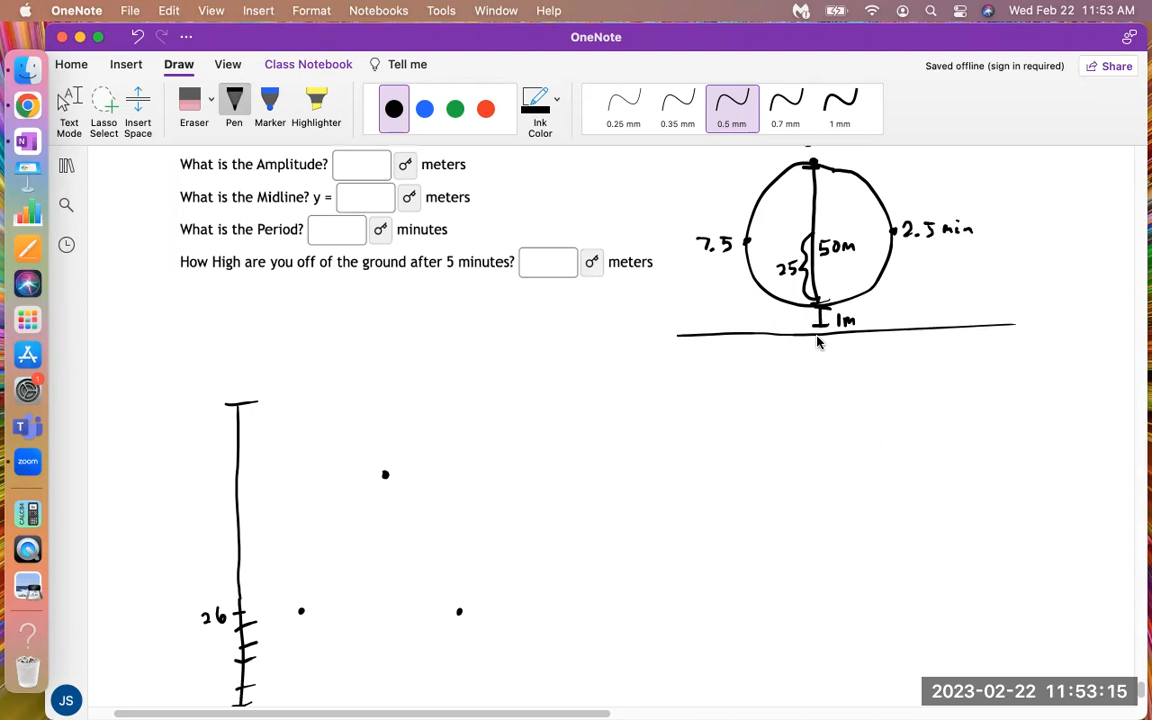 OneNote File Edit View Insert Format Notebooks Tools Window Help
Wed Feb 22 11:53 AM
OneNote
Home Insert Draw View Class Notebook Tell me
Saved offline (sign in required)
Share
Text Mode
Lasso Select
Insert Space
Eraser
Pen
Marker
Highlighter
Ink Color
0.25 mm
0.35 mm
0.5 mm
0.7 mm
1 mm
What is the Amplitude? meters
What is the Midline? y = meters
What is the Period? minutes
How High are you off of the ground after 5 minutes? meters
7.5
2.5 min
50m
25
1m
26
CALC84
1
zoom
JS
2023-02-22 11:53:15